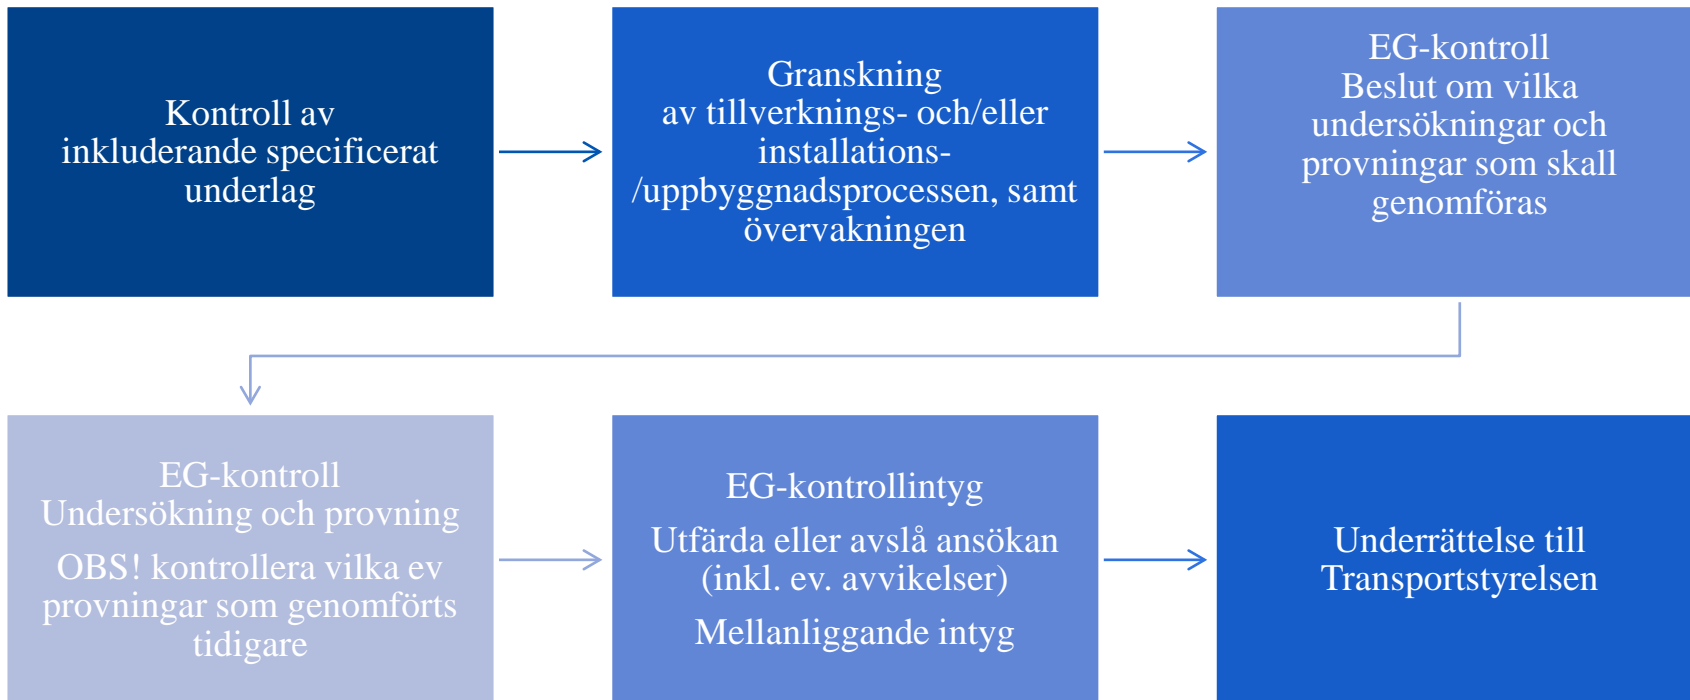 Kontroll av
inkluderande specificerat
underlag
Granskning
av tillverknings- och/eller
installations-
/uppbyggnadsprocessen, samt
övervakningen
EG-kontroll
Beslut om vilka
undersökningar och
provningar som skall
genomföras
EG-kontroll
Undersökning och provning
OBS! kontrollera vilka ev
provningar som genomförts
tidigare
EG-kontrollintyg
Utfärda eller avslå ansökan
(inkl. ev. avvikelser)
Mellanliggande intyg
Underrättelse till
Transportstyrelsen